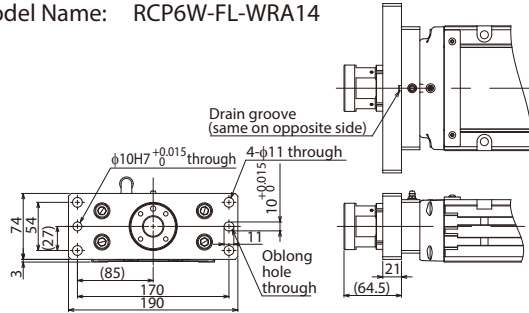 odel Name: RCP6W-FL-WRA14
Drain groove
(same on opposite side)
φ10H7 +0.015 0 through
4-φ11 through
+0.015
10 0
74
54
(27)
3
11
Oblong
hole
through
(85)
170
190
21
(64.5)